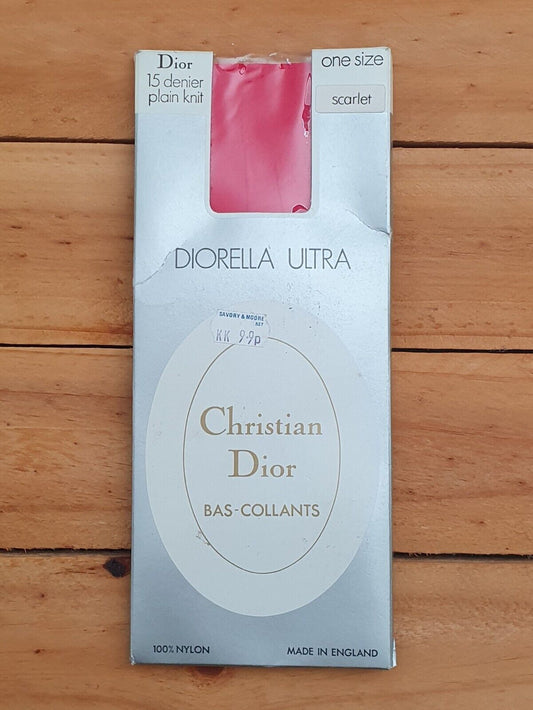 Dior
15 denier
plain knit
one size
scarlet
DIORELLA ULTRA
SAVORY & MOORE
NET
KK 99p
Christian
Dior
BAS-COLLANTS
100% NYLON
MADE IN ENGLAND